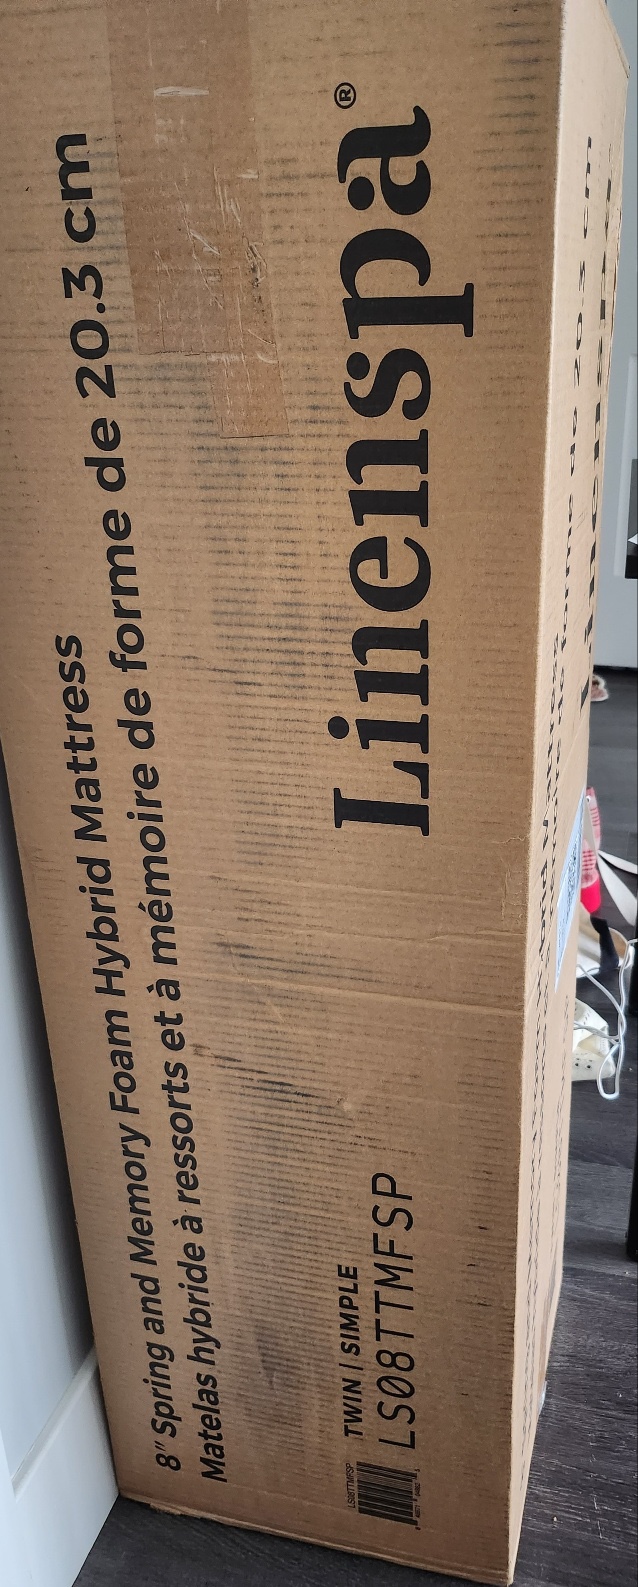 8" Spring and Memory Foam Hybrid Mattress
Matelas hybride à ressorts et à mémoire de forme de 20.3 cm
Linenspa®
TWIN | SIMPLE
LS08TTMFSP
LS08TTMFSP